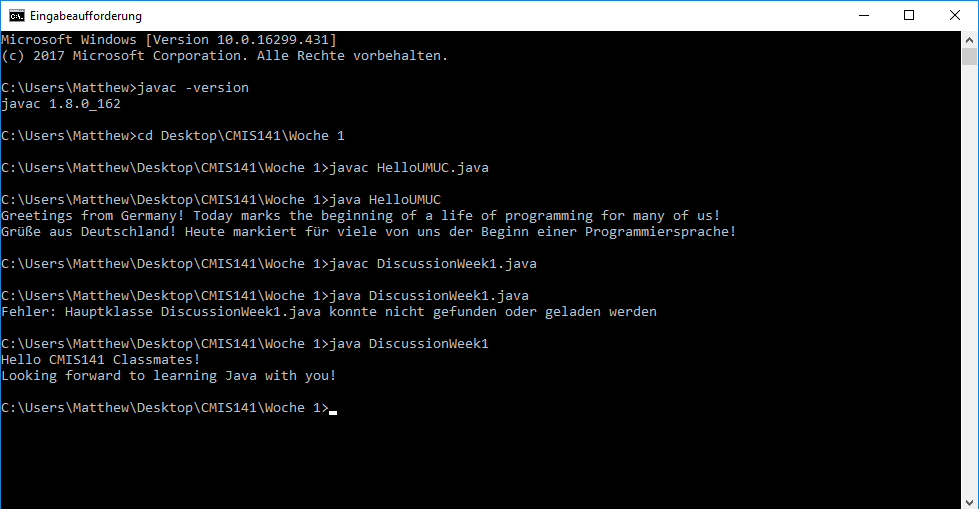 Eingabeaufforderung
Microsoft Windows [Version 10.0.16299.431]
(c) 2017 Microsoft Corporation. Alle Rechte vorbehalten.
C:\Users\Matthew>javac -version
javac 1.8.0_162
C:\Users\Matthew>cd Desktop\CMIS141\Woche 1
C:\Users\Matthew\Desktop\CMIS141\Woche 1>javac HelloUMUC.java
C:\Users\Matthew\Desktop\CMIS141\Woche 1>java HelloUMUC
Greetings from Germany! Today marks the beginning of a life of programming for many of us!
Grüße aus Deutschland! Heute markiert für viele von uns der Beginn einer Programmiersprache!
C:\Users\Matthew\Desktop\CMIS141\Woche 1>javac DiscussionWeek1.java
C:\Users\Matthew\Desktop\CMIS141\Woche 1>java DiscussionWeek1.java
Fehler: Hauptklasse DiscussionWeek1.java konnte nicht gefunden oder geladen werden
C:\Users\Matthew\Desktop\CMIS141\Woche 1>java DiscussionWeek1
Hello CMIS141 Classmates!
Looking forward to learning Java with you!
C:\Users\Matthew\Desktop\CMIS141\Woche 1>